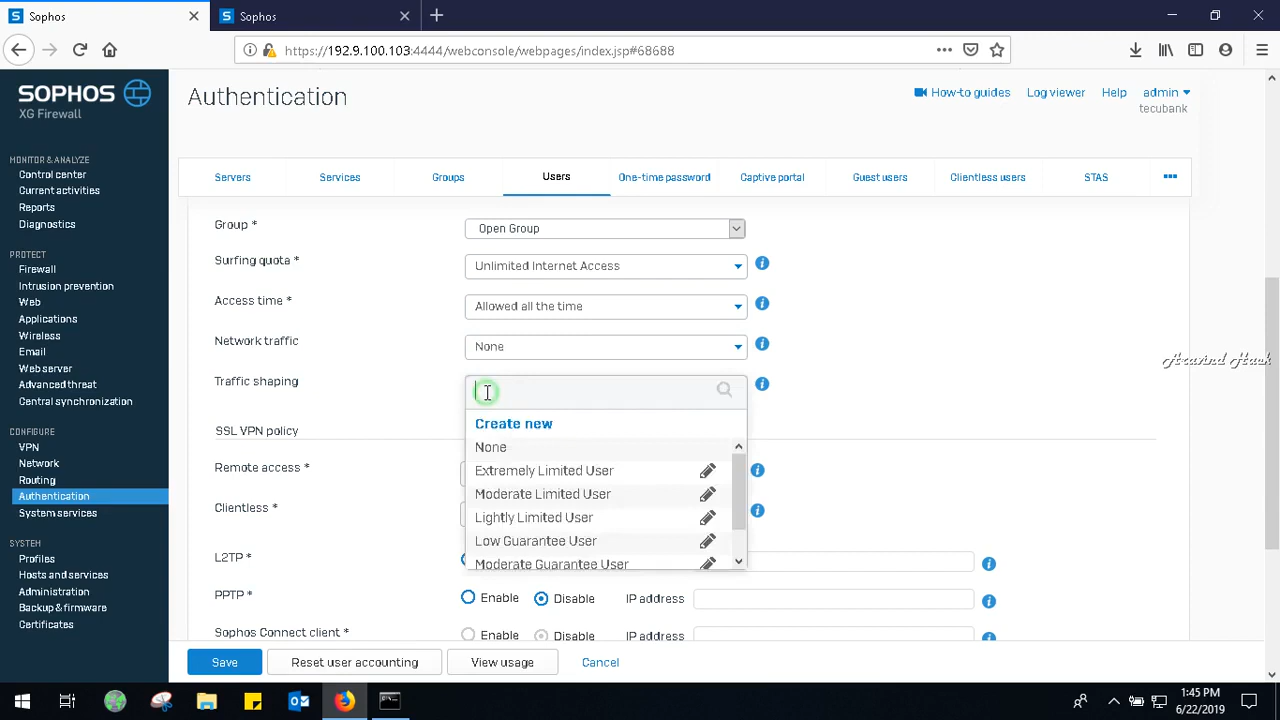 Sophos
Sophos
https://192.9.100.103:4444/webconsole/webpages/index.jsp#68688
SOPHOS
XG Firewall
MONITOR & ANALYZE
Control center
Current activities
Reports
Diagnostics
PROTECT
Firewall
Intrusion prevention
Web
Applications
Wireless
Email
Web server
Advanced threat
Central synchronization
CONFIGURE
VPN
Network
Routing
Authentication
System services
SYSTEM
Profiles
Hosts and services
Administration
Backup & firmware
Certificates
Authentication
How-to guides
Log viewer
Help
admin
tecubank
Servers
Services
Groups
Users
One-time password
Captive portal
Guest users
Clientless users
STAS
Group *
Open Group
Surfing quota *
Unlimited Internet Access
Access time *
Allowed all the time
Network traffic
None
Traffic shaping
Create new
None
Extremely Limited User
Moderate Limited User
Lightly Limited User
Low Guarantee User
Moderate Guarantee User
SSL VPN policy
Remote access *
Clientless *
L2TP *
PPTP *
Enable
Disable
IP address
Sophos Connect client *
Enable
Disable
IP address
Save
Reset user accounting
View usage
Cancel
Aravind Hack
1:45 PM
6/22/2019